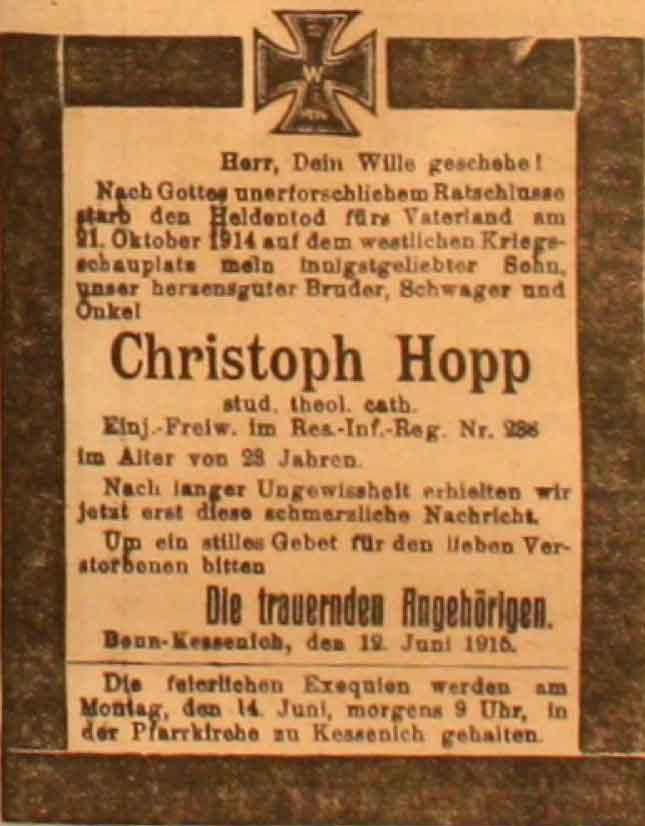 W
1914
Herr, Dein Wille geschehe!
Nach Gottes unerforschlichem Ratschlusse
starb den Heldentod fürs Vaterland am
21. Oktober 1914 auf dem westlichen Kriegs-
schauplatz mein innigstgeliebter Sohn,
unser herzensguter Bruder, Schwager und
Onkel
Christoph Hopp
stud. theol. cath.
Einj.-Freiw. im Res.-Inf.-Reg. Nr. 236
im Alter von 23 Jahren.
Nach langer Ungewissheit erhielten wir
jetzt erst diese schmerzliche Nachricht.
Um ein stilles Gebet für den lieben Ver-
storbenen bitten
Die trauernden Angehörigen.
Bonn-Kessenich, den 12. Juni 1915.
Die feierlichen Exequien werden am
Montag, den 14. Juni, morgens 9 Uhr, in
der Pfarrkirche zu Kessenich gehalten.